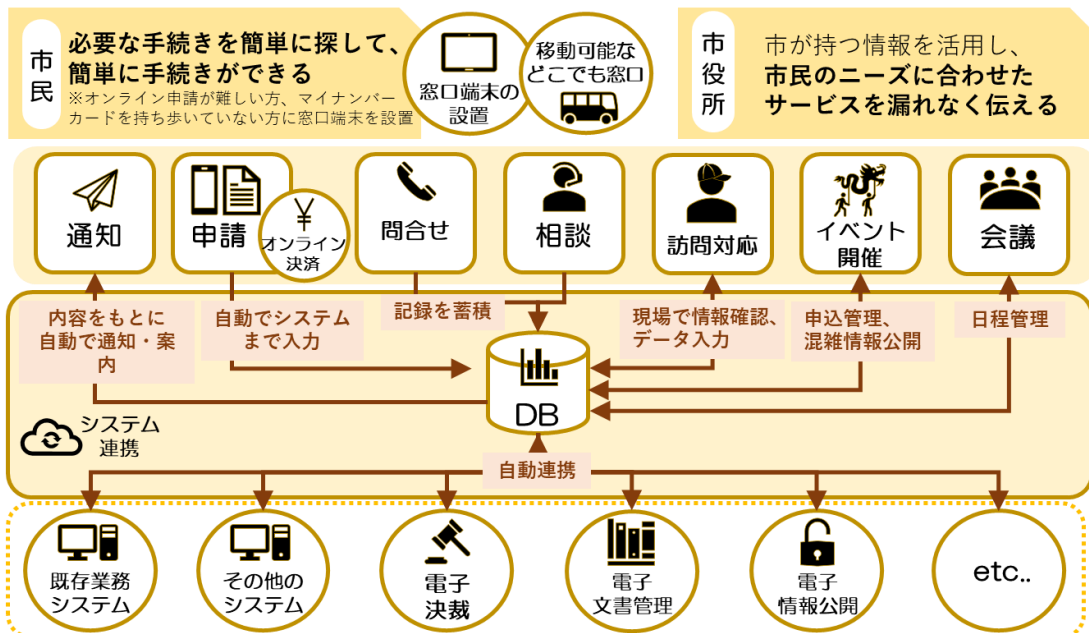 市民
必要な手続きを簡単に探して、
簡単に手続きができる
※オンライン申請が難しい方、マイナンバー
カードを持ち歩いていない方に窓口端末を設置
窓口端末の
設置
移動可能な
どこでも窓口
市役所
市が持つ情報を活用し、
市民のニーズに合わせた
サービスを漏れなく伝える
通知
申請
¥
オンライン
決済
問合せ
相談
訪問対応
イベント
開催
会議
内容をもとに
自動で通知・案
内
自動でシステム
まで入力
記録を蓄積
現場で情報確認、
データ入力
申込管理、
混雑情報公開
日程管理
DB
システム
連携
自動連携
既存業務
システム
その他の
システム
電子
決裁
電子
文書管理
電子
情報公開
etc..